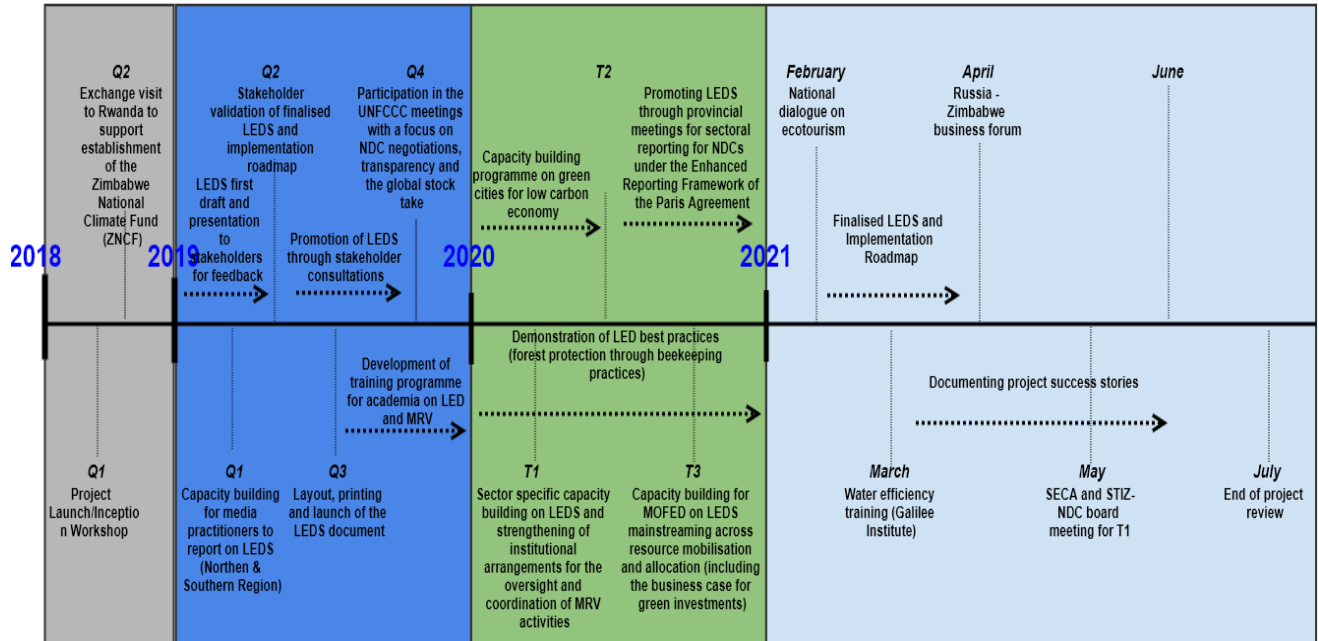 Q2
Exchange visit
to Rwanda to
support
establishment
of the
Zimbabwe
National
Climate Fund
(ZNCF)
2018
Q1
Project
Launch/Inceptio
n Workshop
2019
Q2
Stakeholder
validation of finalised
LEDS and
implementation
roadmap
LEDS first
draft and
presentation
to
stakeholders
for feedback
Q4
Participation in the
UNFCCC meetings
with a focus on
NDC negotiations,
transparency and
the global stock
take
Promotion of LEDS
through stakeholder
consultations
Development of
training programme
for academia on LED
and MRV
Q1
Capacity building
for media
practitioners to
report on LEDS
(Northen &
Southern Region)
Q3
Layout, printing
and launch of the
LEDS document
2020
T2
Capacity building
programme on green
cities for low carbon
economy
Promoting LEDS
through provincial
meetings for sectoral
reporting for NDCs
under the Enhanced
Reporting Framework of
the Paris Agreement
Demonstration of LED best practices
(forest protection through beekeeping
practices)
T1
Sector specific capacity
building on LEDS and
strengthening of
institutional
arrangements for the
oversight and
coordination of MRV
activities
T3
Capacity building for
MOFED on LEDS
mainstreaming across
resource mobilisation
and allocation (including
the business case for
green investments)
2021
February
National
dialogue on
ecotourism
April
Russia -
Zimbabwe
business forum
June
Finalised LEDS and
Implementation
Roadmap
Documenting project success stories
March
Water efficiency
training (Galilee
Institute)
May
SECA and STIZ-
NDC board
meeting for T1
July
End of project
review